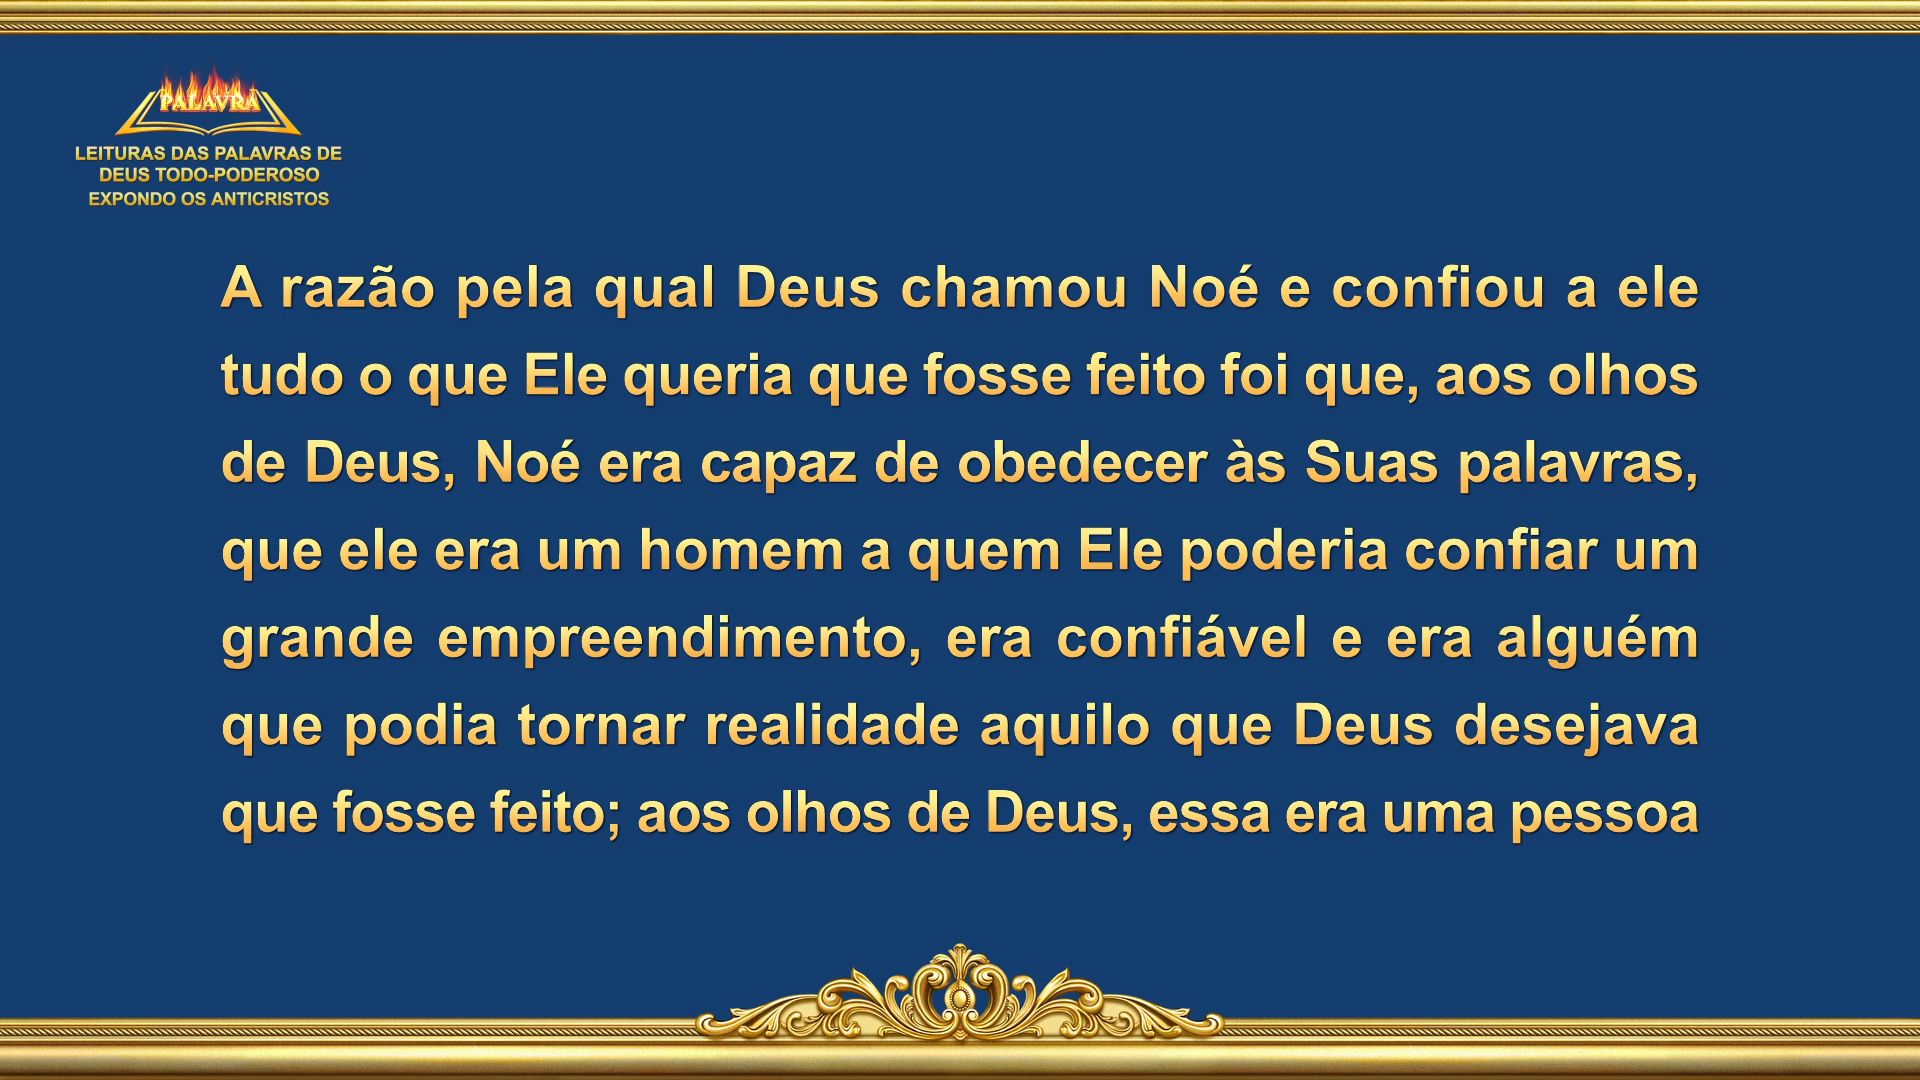 PALAVRA
LEITURAS DAS PALAVRAS DE
DEUS TODO-PODEROSO
EXPONDO OS ANTICRISTOS
A razão pela qual Deus chamou Noé e confiou a ele
tudo o que Ele queria que fosse feito foi que, aos olhos
de Deus, Noé era capaz de obedecer às Suas palavras,
que ele era um homem a quem Ele poderia confiar um
grande empreendimento, era confiável e era alguém
que podia tornar realidade aquilo que Deus desejava
que fosse feito; aos olhos de Deus, essa era uma pessoa